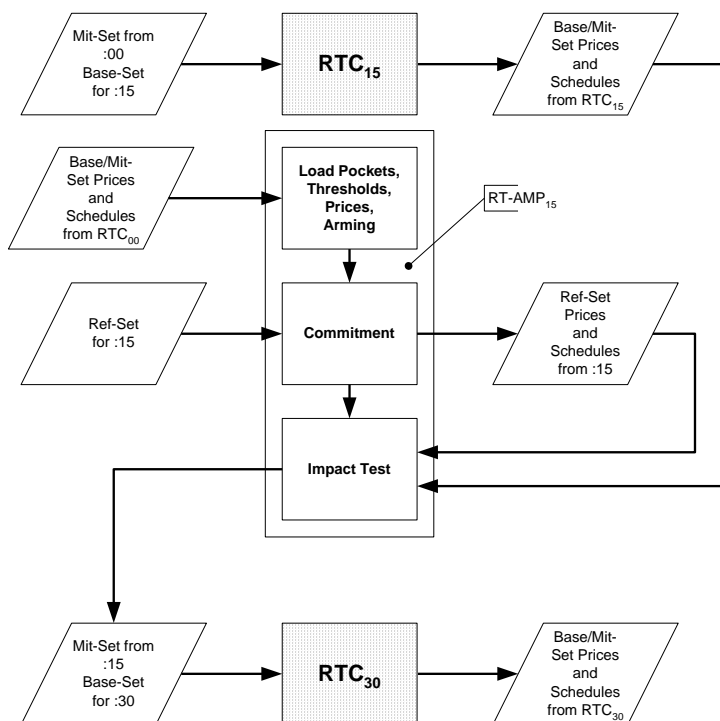 Mit-Set from
:00
Base-Set
for :15
RTC₁₅
Base/Mit-
Set Prices
and
Schedules
from RTC₁₅
Base/Mit-
Set Prices
and
Schedules
from RTC₀₀
Load Pockets,
Thresholds,
Prices,
Arming
RT-AMP₁₅
Ref-Set
for :15
Commitment
Ref-Set
Prices
and
Schedules
from :15
Impact Test
Mit-Set from
:15
Base-Set
for :30
RTC₃₀
Base/Mit-
Set Prices
and
Schedules
from RTC₃₀